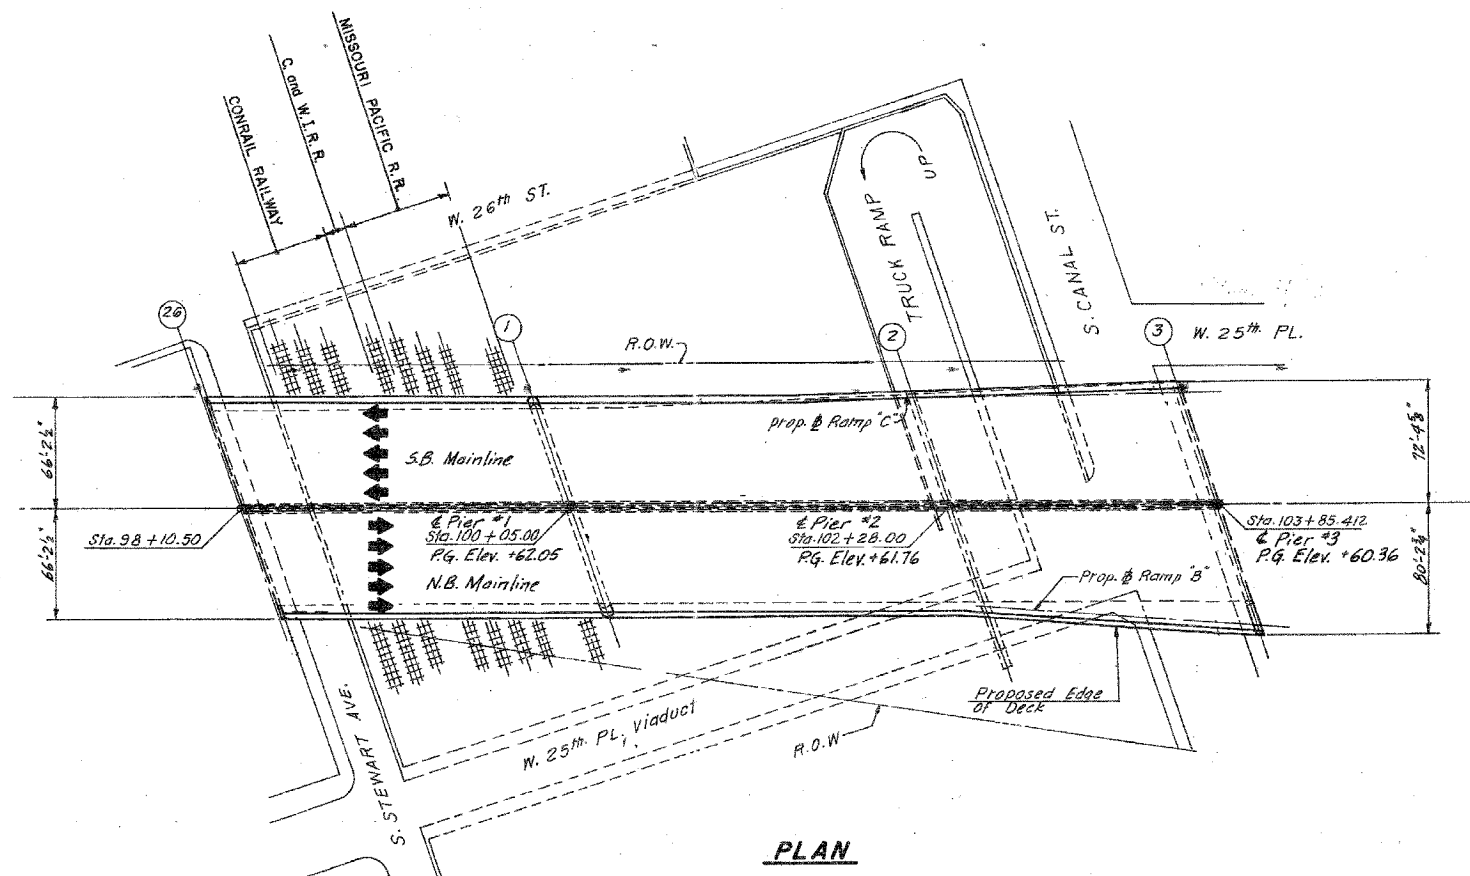 MISSOURI PACIFIC R.R.
C. and W.I.R.R.
CONRAIL RAILWAY
W. 26th ST.
UP
TRUCK RAMP
S. CANAL ST.
26
1
2
3
W. 25th PL.
R.O.W.
prop. ⅊ Ramp "C"
66'-2½"
72'-4⅝"
S.B. Mainline
Sta. 98 + 10.50
℄ Pier #1
Sta. 100 + 05.00
P.G. Elev. +62.05
℄ Pier #2
Sta. 102 + 28.00
P.G. Elev. +61.76
Sta. 103 + 85.412
℄ Pier #3
P.G. Elev. +60.36
66'-2½"
N.B. Mainline
Prop. ⅊ Ramp "B"
Proposed Edge
of Deck
W. 25th. PL. Viaduct
R.O.W
S. STEWART AVE.
PLAN